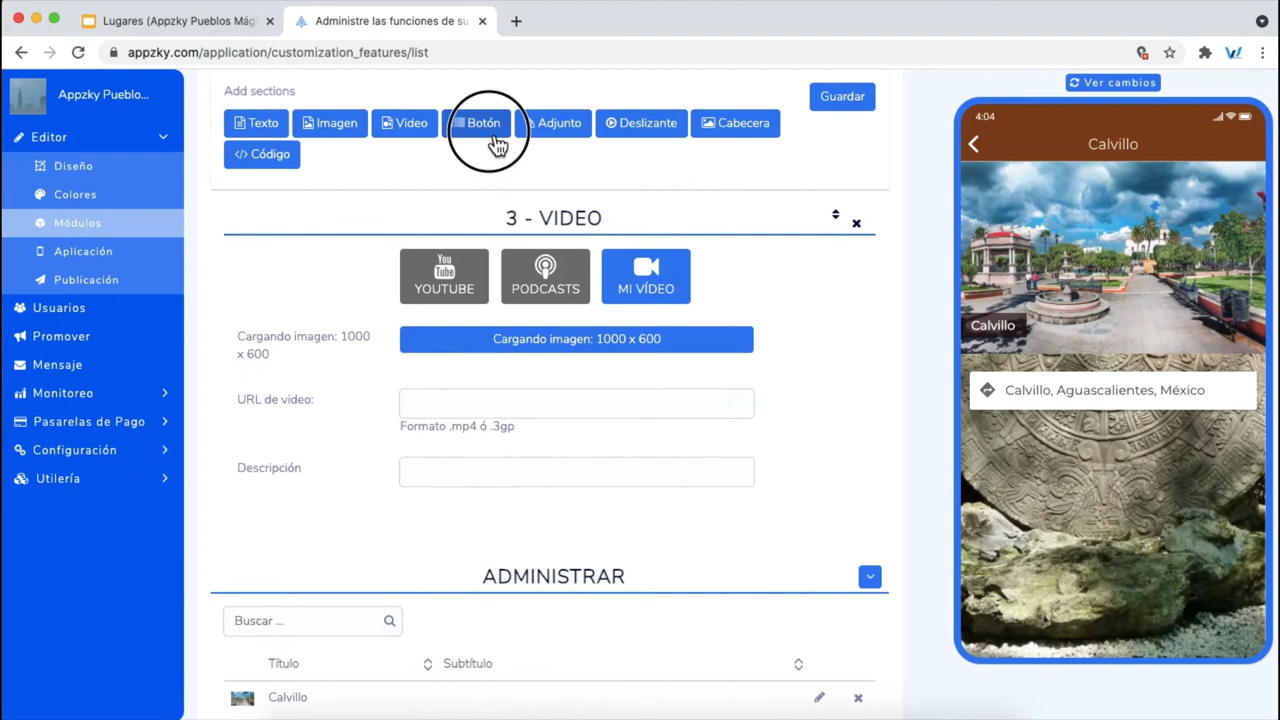 Lugares (Appzky Pueblos Mág
Administre las funciones de su
appzky.com/application/customization_features/list
Appzky Pueblo...
Editor
Diseño
Colores
Módulos
Aplicación
Publicación
Usuarios
Promover
Mensaje
Monitoreo
Pasarelas de Pago
Configuración
Utilería
Add sections
Guardar
Texto
Imagen
Video
Botón
Adjunto
Deslizante
Cabecera
</> Código
3 - VIDEO
You
Tube
YOUTUBE
PODCASTS
MI VÍDEO
Cargando imagen: 1000
x 600
Cargando imagen: 1000 x 600
URL de video:
Formato .mp4 ó .3gp
Descripción
ADMINISTRAR
Buscar ...
Título
Subtítulo
Calvillo
Ver cambios
4:04
Calvillo
Calvillo
Calvillo, Aguascalientes, México